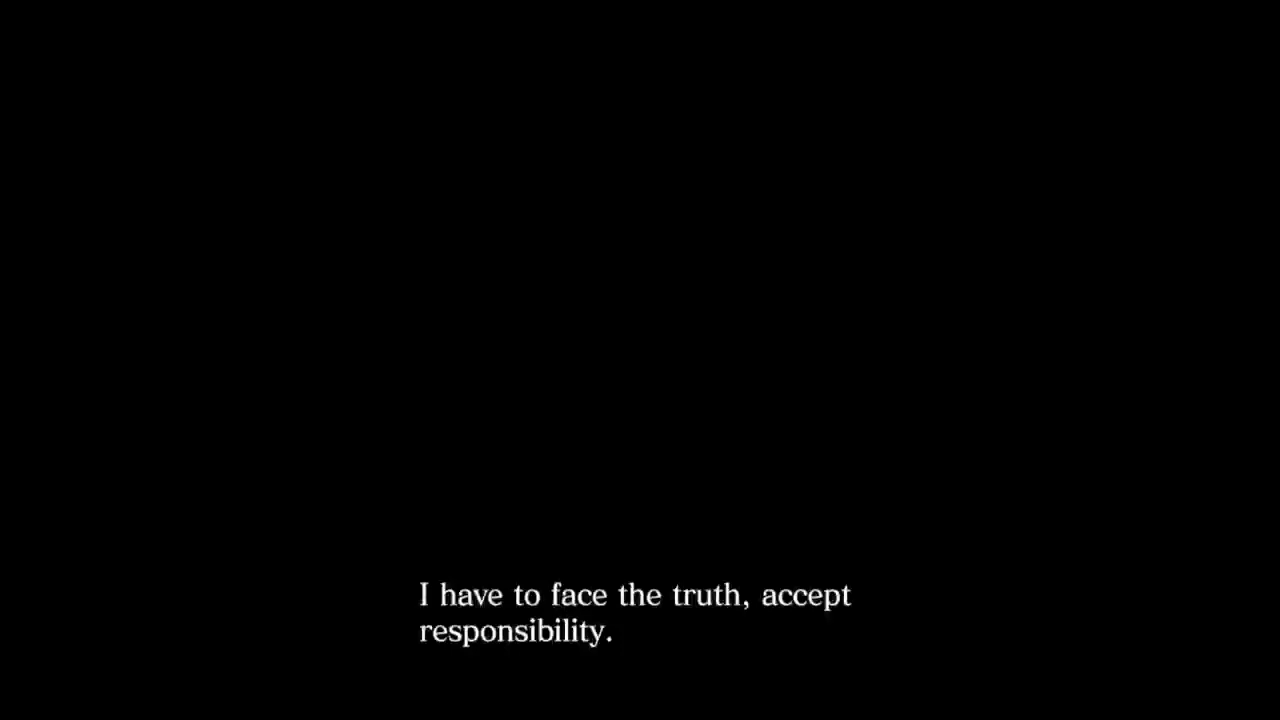 I have to face the truth, accept
responsibility.